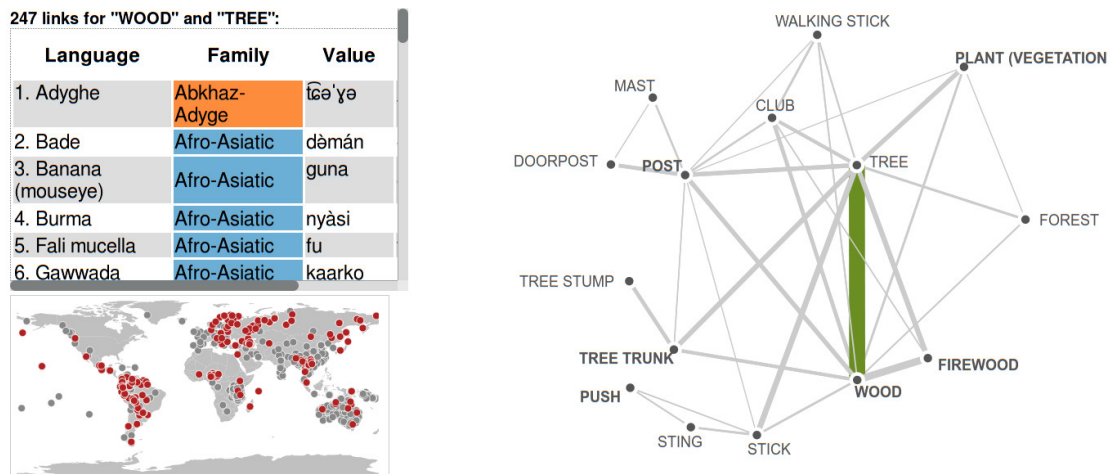 247 links for "WOOD" and "TREE":
Language Family Value
1. Adyghe Abkhaz-Adyge t͡ɕəˈɣə
2. Bade Afro-Asiatic də̀mán
3. Banana (mouseye) Afro-Asiatic guna
4. Burma Afro-Asiatic nyàsi
5. Fali mucella Afro-Asiatic fu
6. Gawwada Afro-Asiatic kaarko
WALKING STICK
PLANT (VEGETATION
MAST
CLUB
DOORPOST
POST
TREE
FOREST
TREE STUMP
TREE TRUNK
FIREWOOD
PUSH
WOOD
STING
STICK